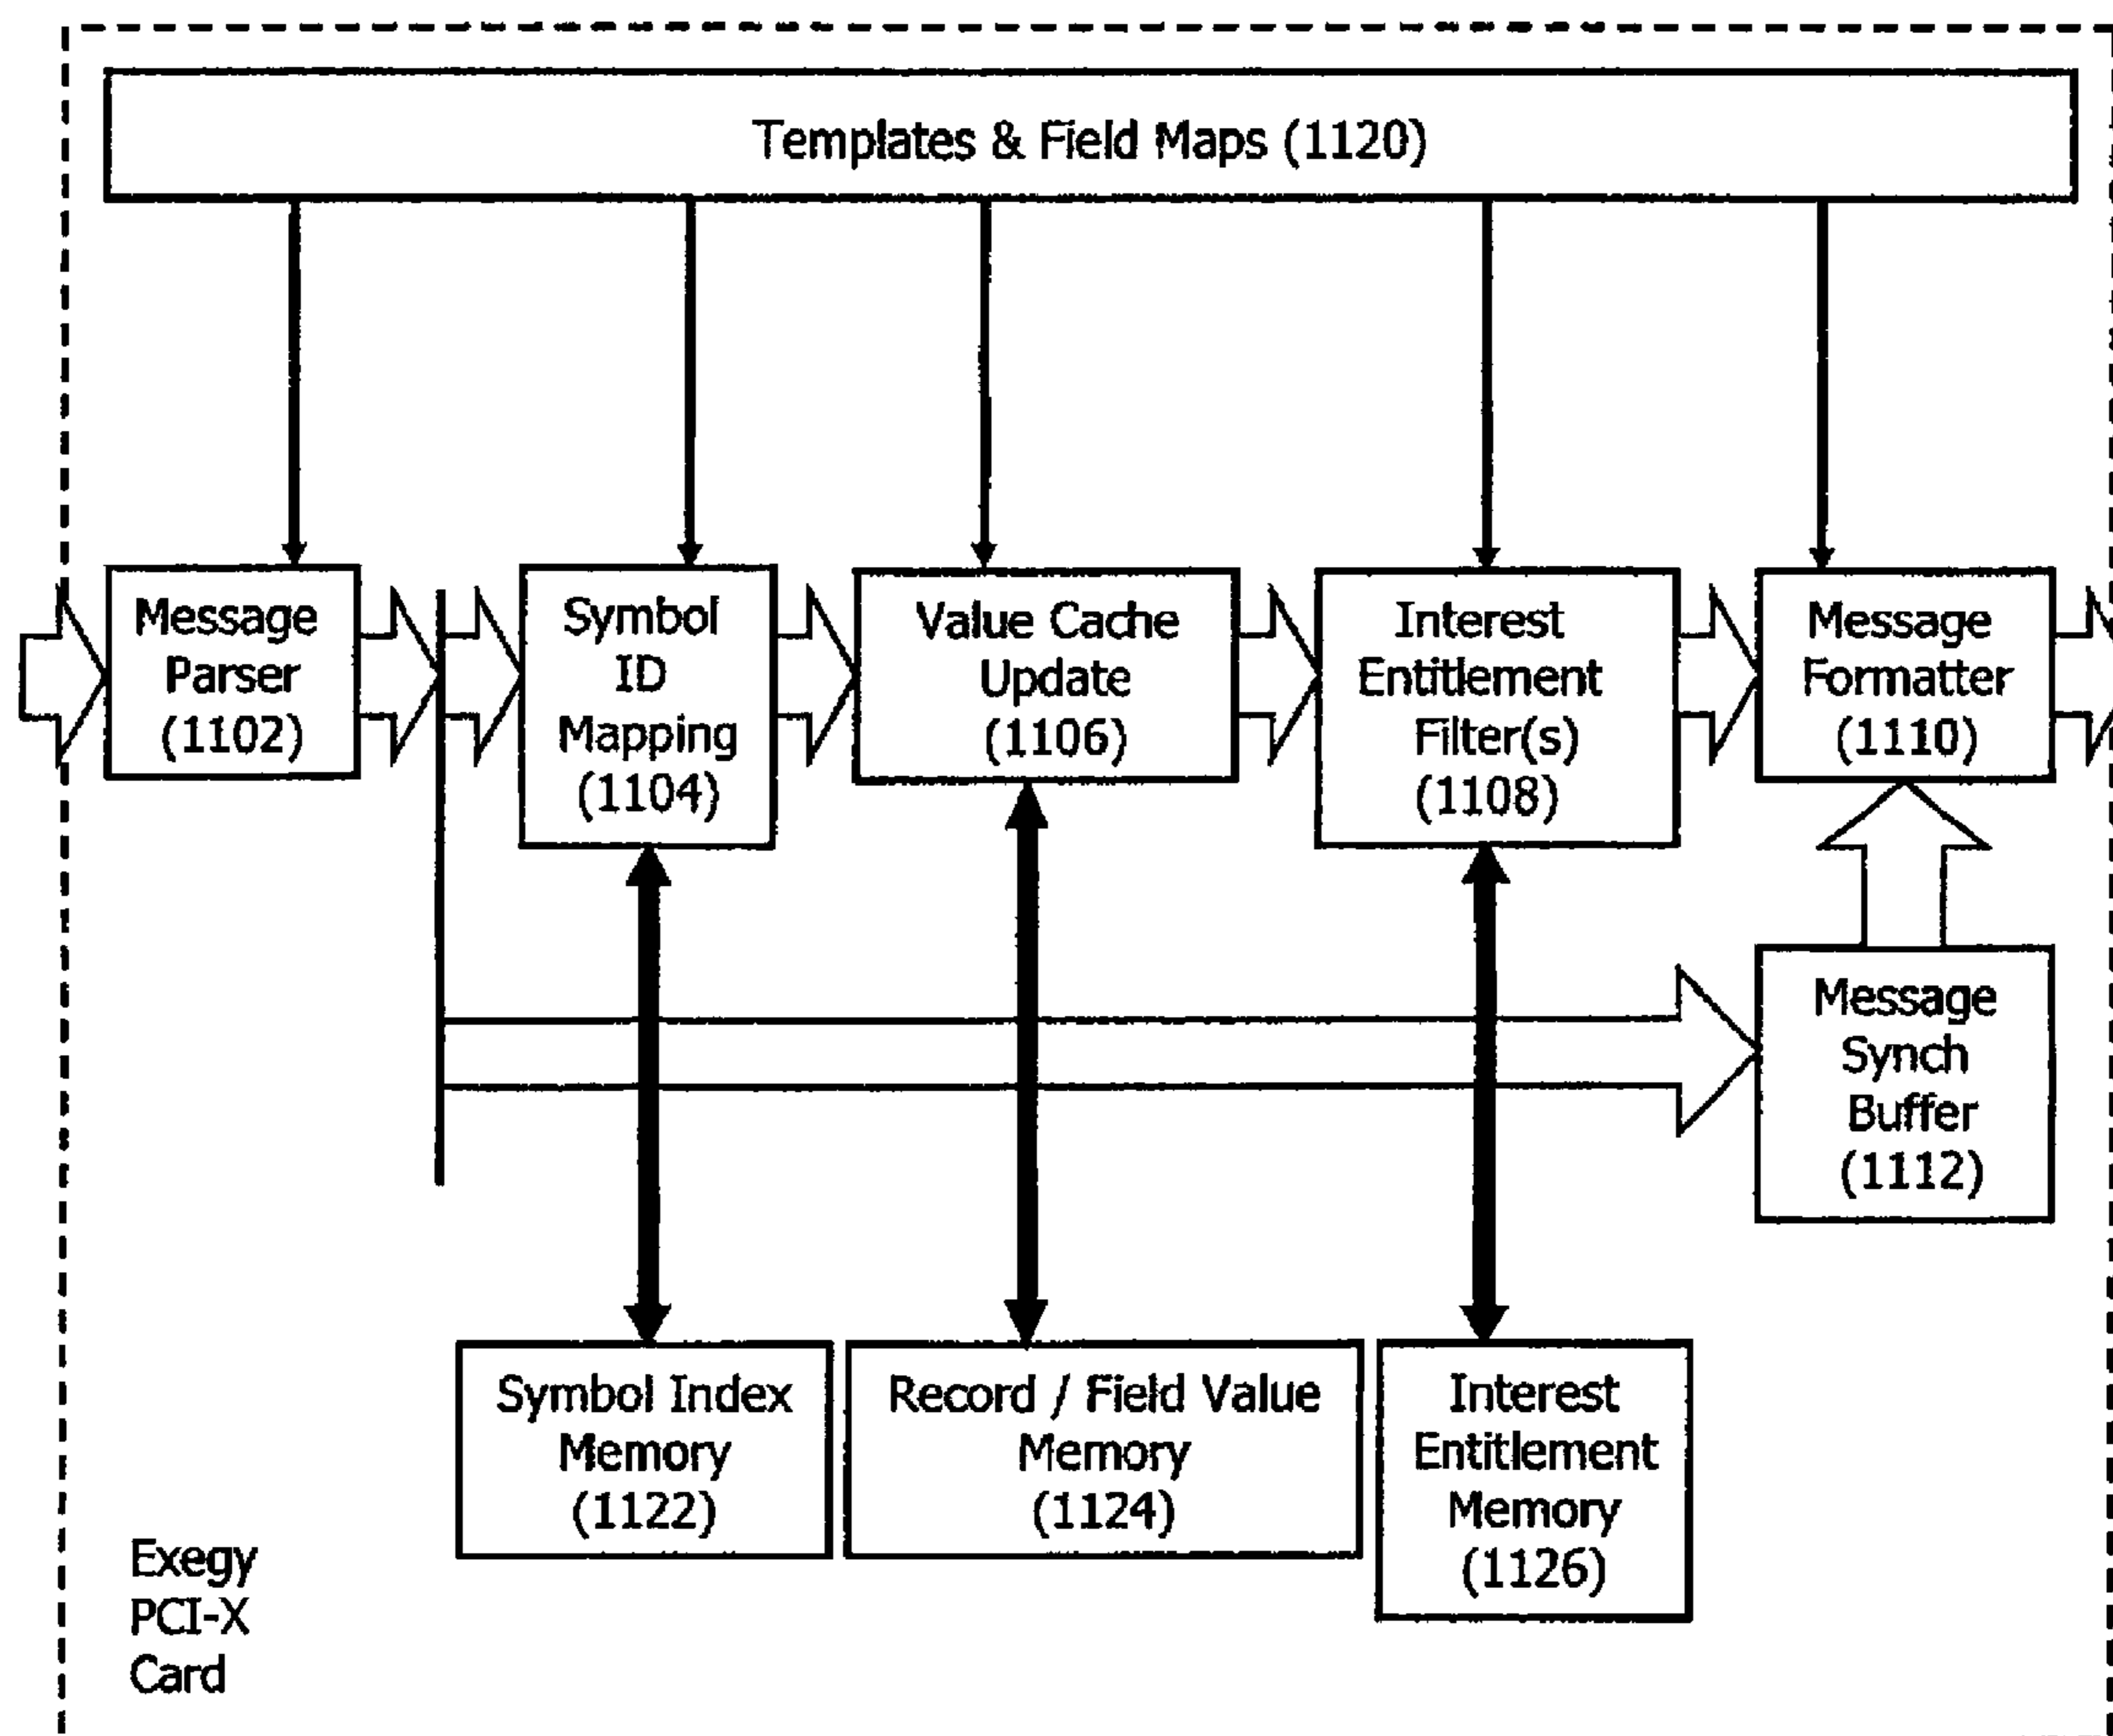 Templates & Field Maps (1120)
Message
Parser
(1102)
Symbol
ID
Mapping
(1104)
Value Cache
Update
(1106)
Interest
Entitlement
Filter(s)
(1108)
Message
Formatter
(1110)
Message
Synch
Buffer
(1112)
Symbol Index
Memory
(1122)
Record / Field Value
Memory
(1124)
Interest
Entitlement
Memory
(1126)
Exegy
PCI-X
Card